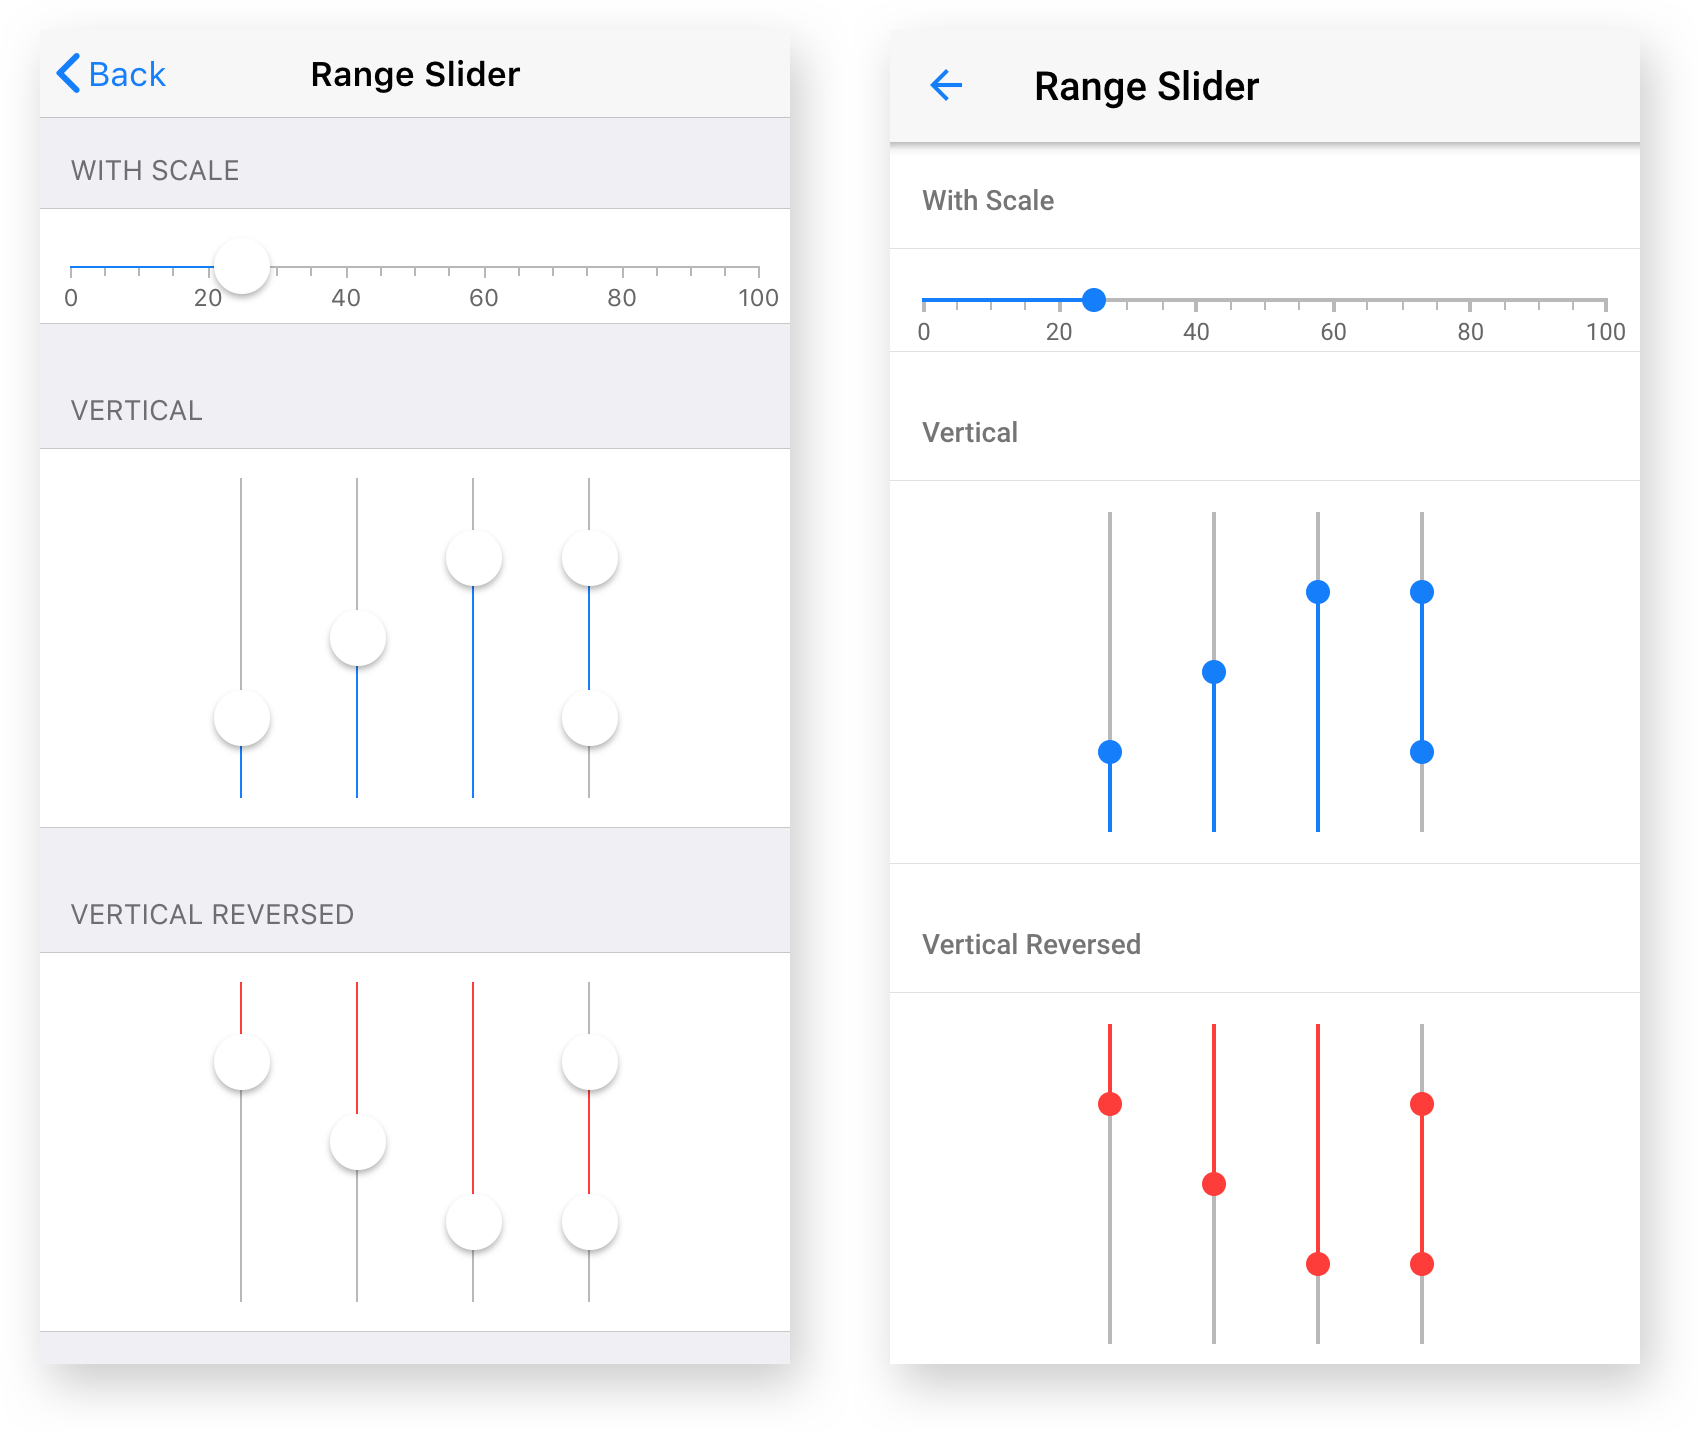 Back
Range Slider
WITH SCALE
0 20 40 60 80 100
VERTICAL
VERTICAL REVERSED
Range Slider
With Scale
0 20 40 60 80 100
Vertical
Vertical Reversed